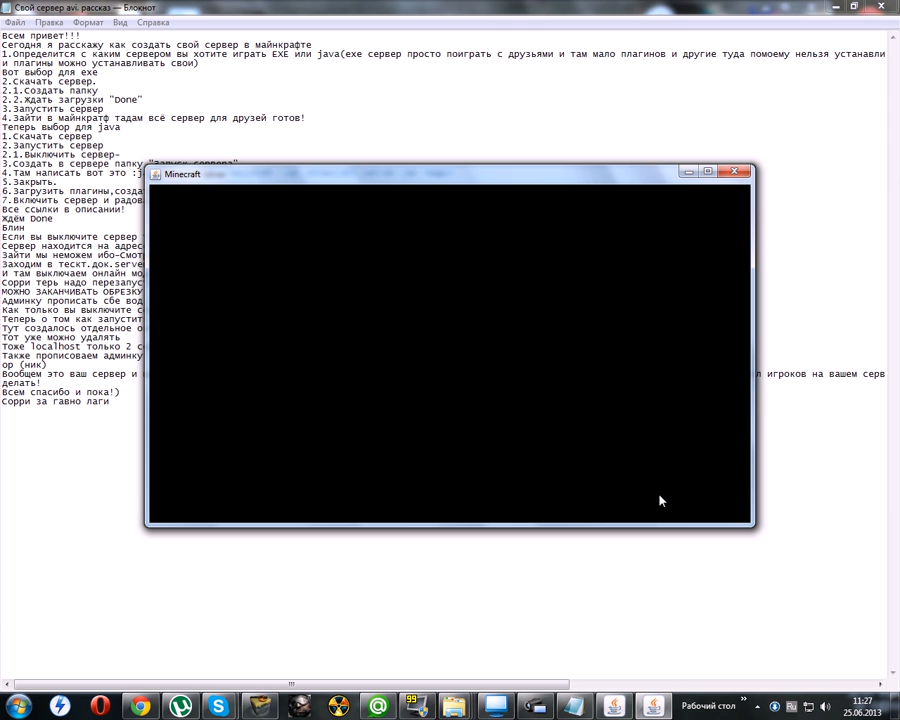 Свой сервер avi. рассказ — Блокнот
Файл Правка Формат Вид Справка
Всем привет!!!
Сегодня я расскажу как создать свой сервер в майнкрафте
1.Определится с каким сервером вы хотите играть EXE или java(exe сервер просто поиграть с друзьями и там мало плагинов и другие туда помоему нельзя устанавли
и плагины можно устанавливать свои)
Вот выбор для exe
2.Скачать сервер.
2.1.Создать папку
2.2.Ждать загрузки "Done"
3.Запустить сервер
4.Зайти в майнкратф тадам всё сервер для друзей готов!
Теперь выбор для java
1.Скачать сервер
2.Запустить сервер
2.1.Выключить сервер-
3.Создать в сервере папку "Запуск сервера"
4.Там написать вот это :j
5.Закрыть.
6.Загрузить плагины,созда
7.Включить сервер и радов
Все ссылки в описании!
Ждём Done
Блин
Если вы выключите сервер
Сервер находится на адрес
Зайти мы неможем ибо-Смот
Заходим в тескт.док.serve
И там выключаем онлайн мо
Сорри терь надо перезапус
МОЖНО ЗАКАНЧИВАТЬ ОБРЕЗКУ
Админку прописать сбе вод
Как только вы выключите с
Теперь о том как запустит
Тут создалось отдельное о
Тот уже можно удалять
Тоже localhost только 2 с
Также прописоваем админку
op (ник)
Вообщем это ваш сервер и л игроков на вашем серв
делать!
Всем спасибо и пока!)
Сорри за гавно лаги
Minecraft
99
Рабочий стол
Ru
11:27
25.06.2013